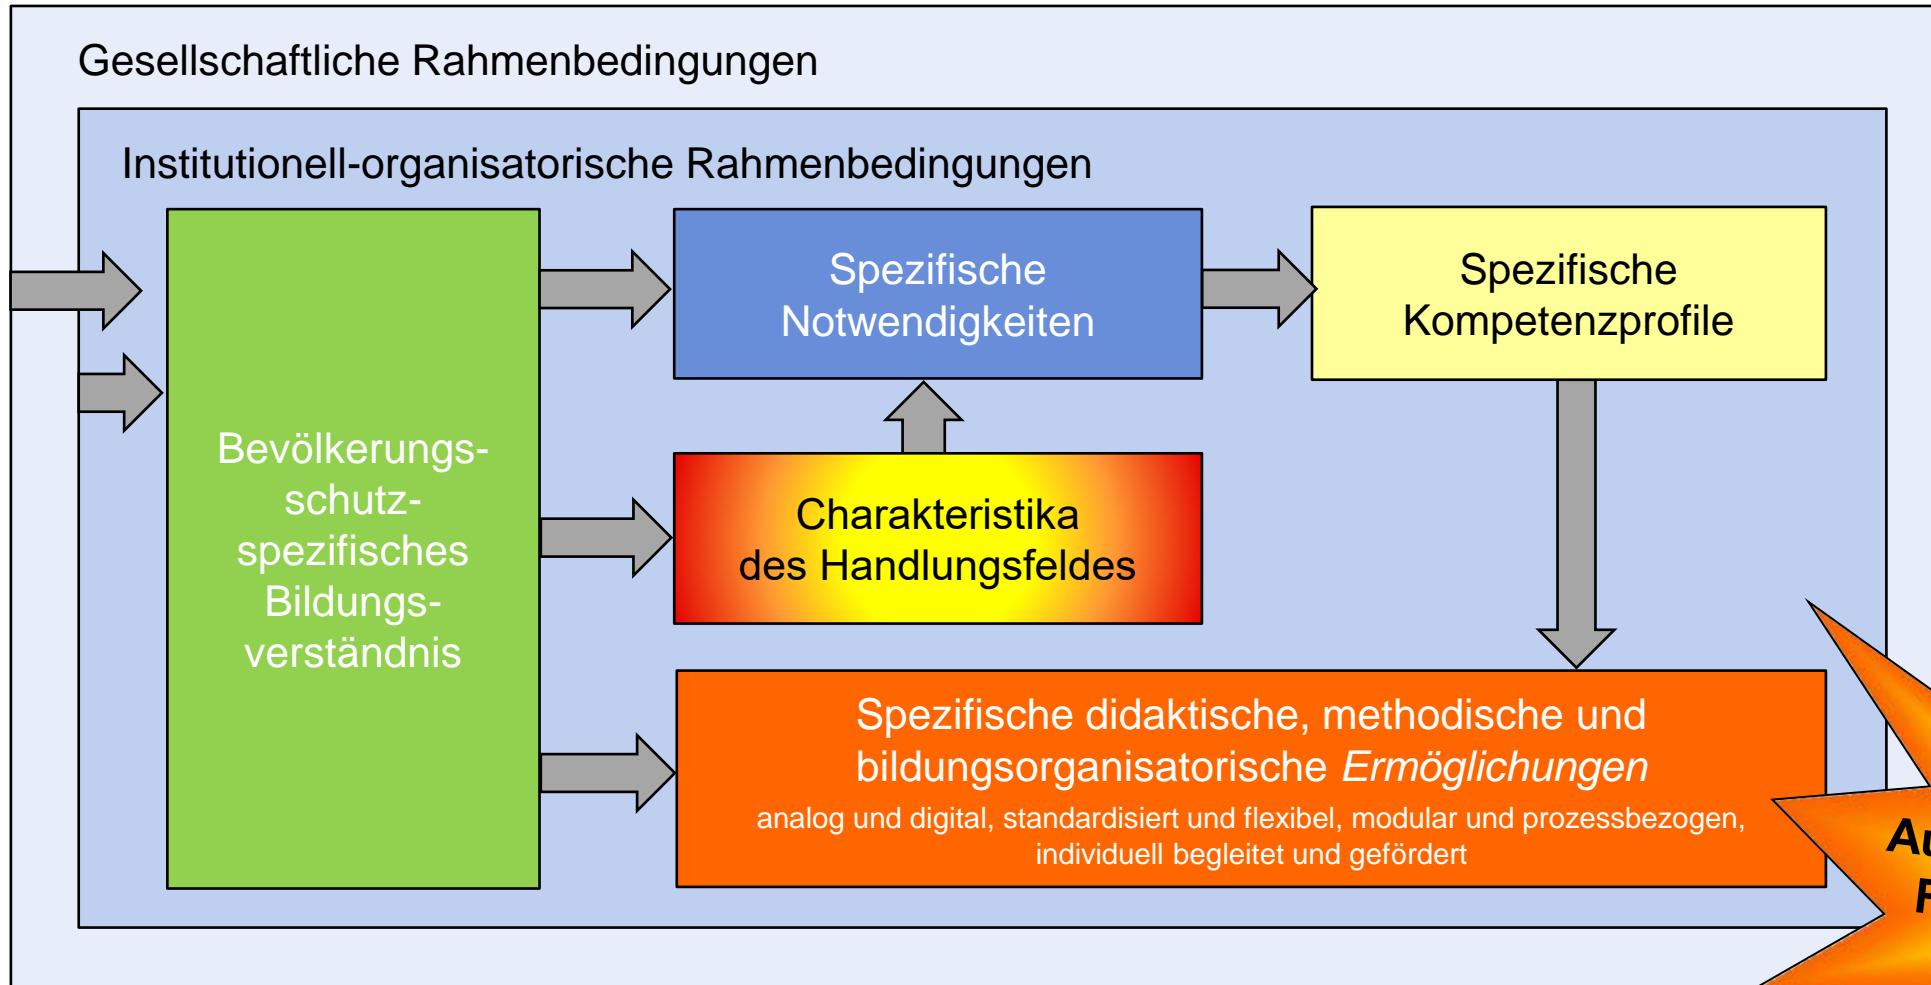 Gesellschaftliche Rahmenbedingungen
Institutionell-organisatorische Rahmenbedingungen
Bevölkerungs-
schutz-
spezifisches
Bildungs-
verständnis
Spezifische
Notwendigkeiten
Spezifische
Kompetenzprofile
Charakteristika
des Handlungsfeldes
Spezifische didaktische, methodische und
bildungsorganisatorische Ermöglichungen
analog und digital, standardisiert und flexibel, modular und prozessbezogen,
individuell begleitet und gefördert